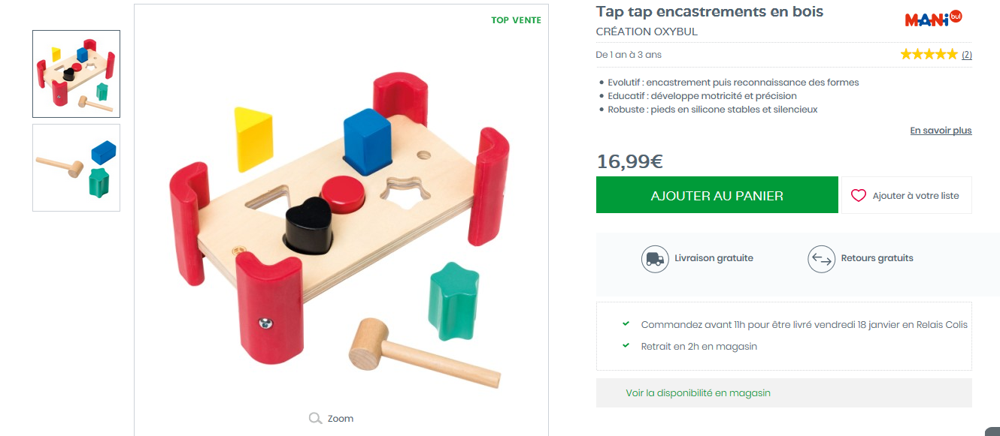 TOP VENTE
Zoom
Tap tap encastrements en bois
MANi bul
CRÉATION OXYBUL
De 1 an à 3 ans
(2)
Evolutif : encastrement puis reconnaissance des formes
Educatif : développe motricité et précision
Robuste : pieds en silicone stables et silencieux
En savoir plus
16,99€
AJOUTER AU PANIER
Ajouter à votre liste
Livraison gratuite
Retours gratuits
Commandez avant 11h pour être livré vendredi 18 janvier en Relais Colis
Retrait en 2h en magasin
Voir la disponibilité en magasin